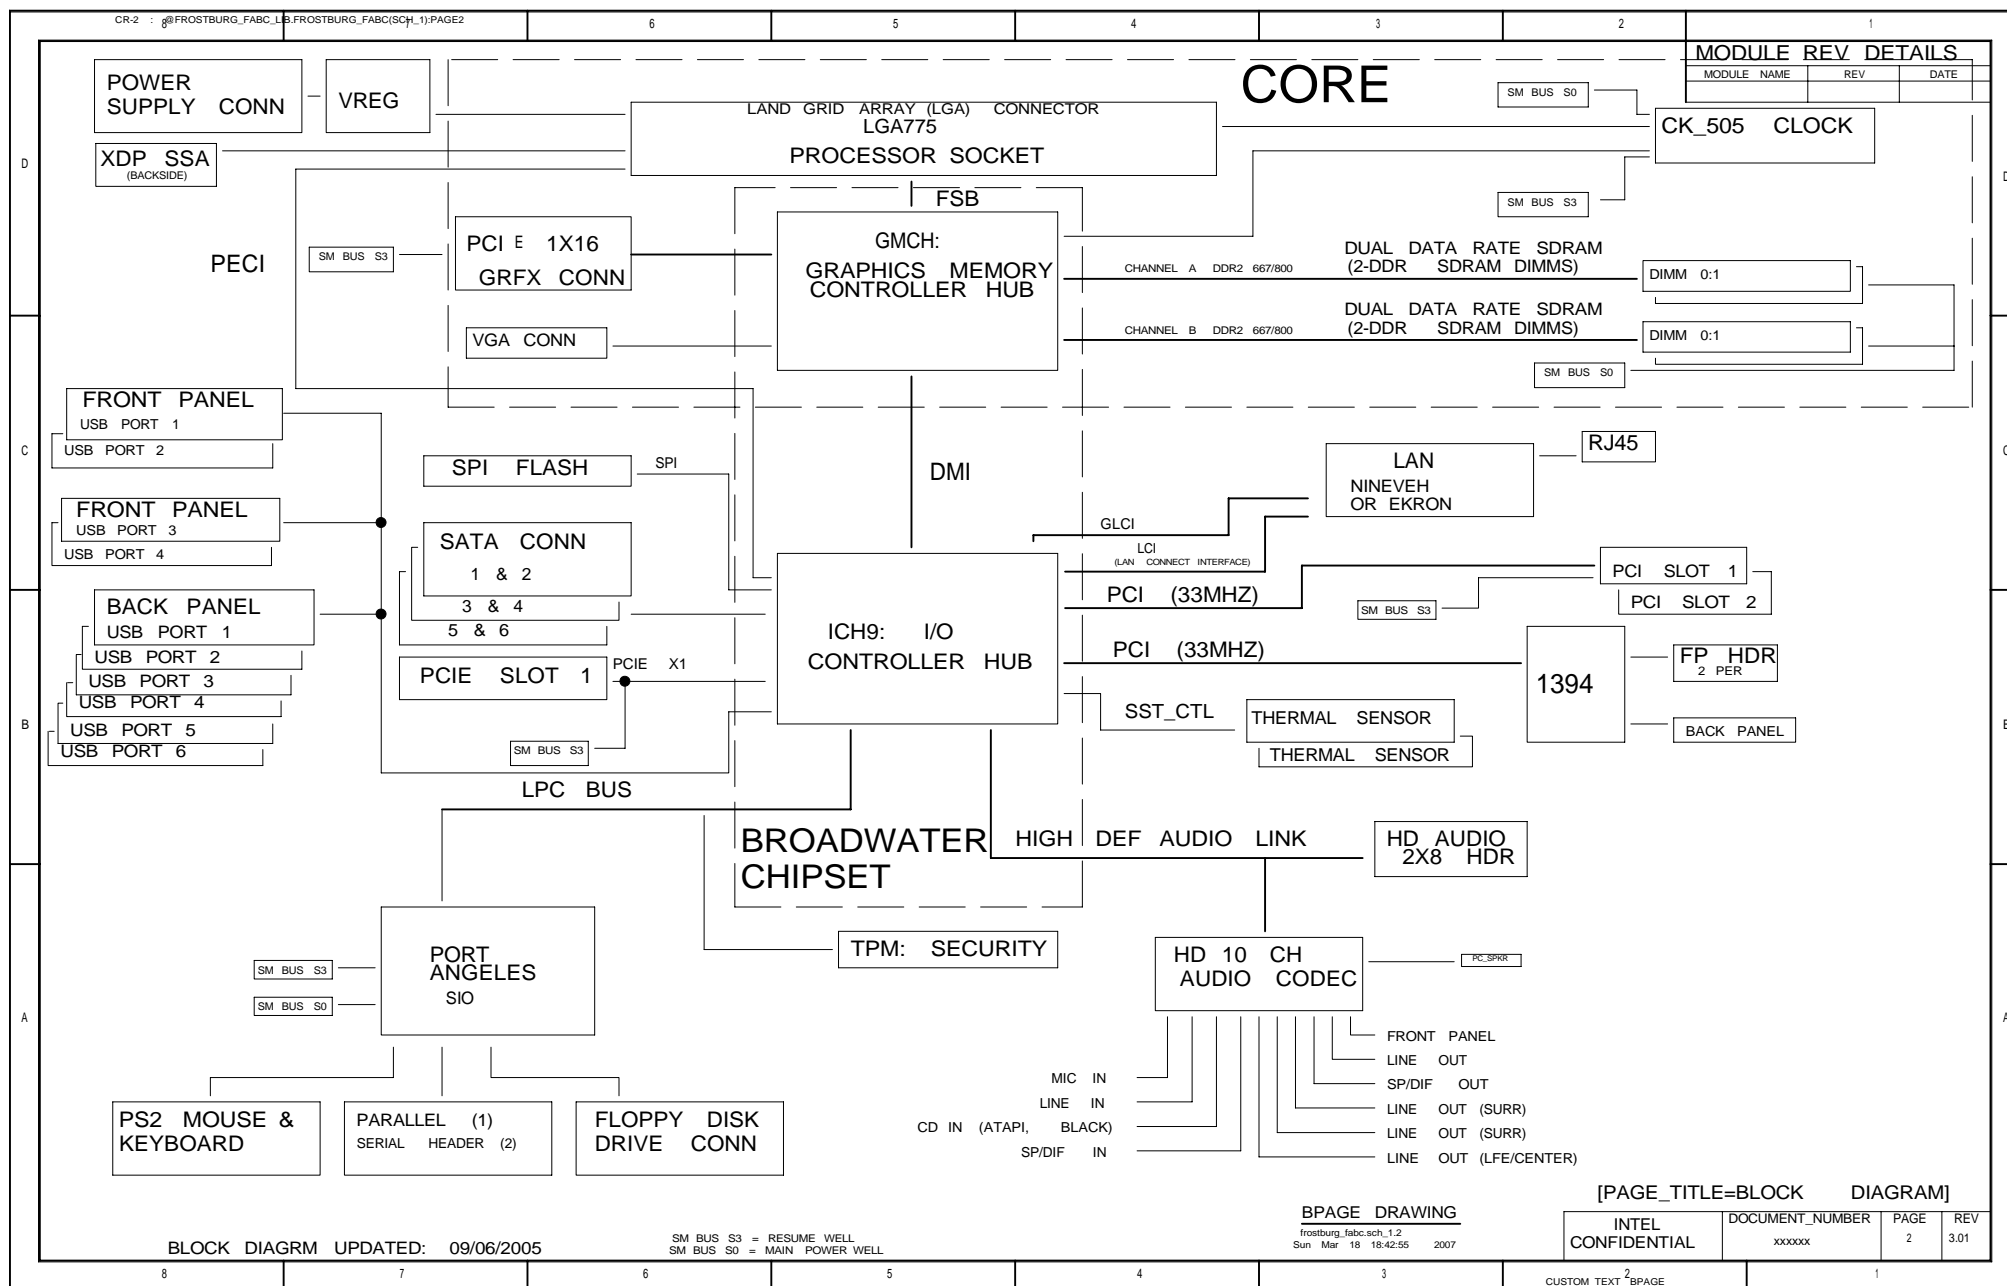 CR-2 : @FROSTBURG_FABC_LIB.FROSTBURG_FABC(SCH_1):PAGE2
8 7 6 5 4 3 2 1
MODULE REV DETAILS
MODULE NAME REV DATE
POWER
SUPPLY CONN
VREG
CORE
LAND GRID ARRAY (LGA) CONNECTOR
LGA775
PROCESSOR SOCKET
SM BUS S0
CK_505 CLOCK
XDP SSA
(BACKSIDE)
D
D
SM BUS S3
FSB
PECI
SM BUS S3
PCI E 1X16
GRFX CONN
GMCH:
GRAPHICS MEMORY
CONTROLLER HUB
CHANNEL A DDR2 667/800
DUAL DATA RATE SDRAM
(2-DDR SDRAM DIMMS)
DIMM 0:1
VGA CONN
CHANNEL B DDR2 667/800
DUAL DATA RATE SDRAM
(2-DDR SDRAM DIMMS)
DIMM 0:1
SM BUS S0
FRONT PANEL
USB PORT 1
USB PORT 2
C
C
SPI FLASH
SPI
DMI
LAN
NINEVEH
OR EKRON
RJ45
FRONT PANEL
USB PORT 3
USB PORT 4
SATA CONN
1 & 2
3 & 4
5 & 6
GLCI
LCI
(LAN CONNECT INTERFACE)
PCI (33MHZ)
PCI SLOT 1
PCI SLOT 2
SM BUS S3
BACK PANEL
USB PORT 1
USB PORT 2
USB PORT 3
USB PORT 4
USB PORT 5
USB PORT 6
ICH9: I/O
CONTROLLER HUB
PCI (33MHZ)
PCIE SLOT 1
PCIE X1
1394
FP HDR
2 PER
BACK PANEL
B
B
SM BUS S3
SST_CTL
THERMAL SENSOR
THERMAL SENSOR
LPC BUS
BROADWATER
CHIPSET
HIGH DEF AUDIO LINK
HD AUDIO
2X8 HDR
PORT
ANGELES
SIO
SM BUS S3
SM BUS S0
TPM: SECURITY
HD 10 CH
AUDIO CODEC
PC_SPKR
A
A
MIC IN
LINE IN
CD IN (ATAPI, BLACK)
SP/DIF IN
FRONT PANEL
LINE OUT
SP/DIF OUT
LINE OUT (SURR)
LINE OUT (SURR)
LINE OUT (LFE/CENTER)
PS2 MOUSE &
KEYBOARD
PARALLEL (1)
SERIAL HEADER (2)
FLOPPY DISK
DRIVE CONN
[PAGE_TITLE=BLOCK DIAGRAM]
BLOCK DIAGRM UPDATED: 09/06/2005
SM BUS S3 = RESUME WELL
SM BUS S0 = MAIN POWER WELL
BPAGE DRAWING
frostburg_fabc.sch_1.2
Sun Mar 18 18:42:55 2007
INTEL
CONFIDENTIAL
DOCUMENT_NUMBER
xxxxxx
PAGE
2
REV
3.01
8 7 6 5 4 3 2 1
CUSTOM TEXT BPAGE